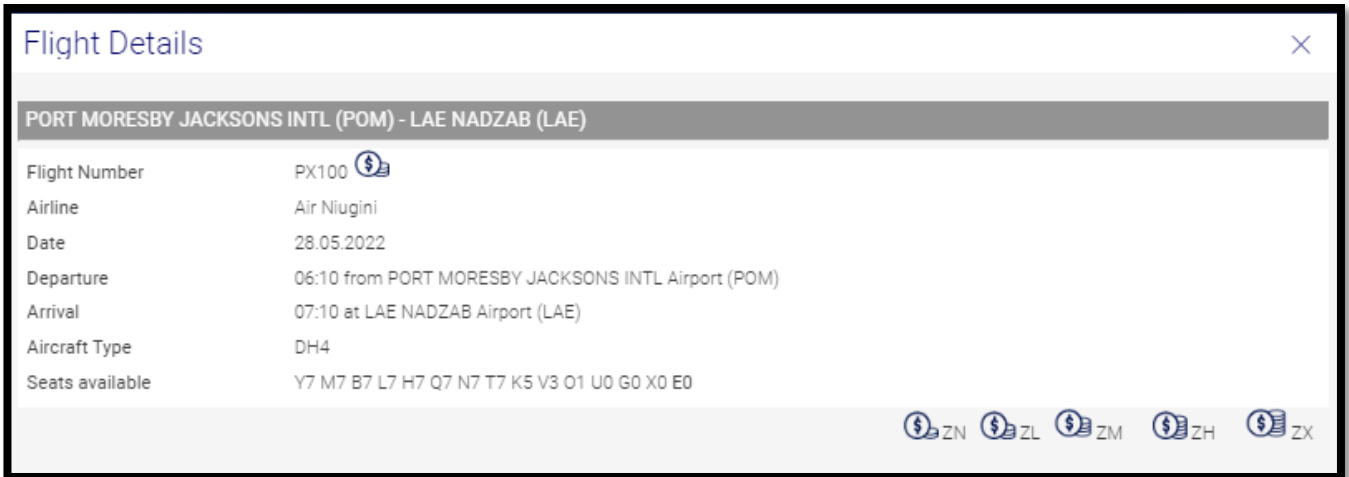 Flight Details
PORT MORESBY JACKSONS INTL (POM) - LAE NADZAB (LAE)
Flight Number PX100
Airline Air Niugini
Date 28.05.2022
Departure 06:10 from PORT MORESBY JACKSONS INTL Airport (POM)
Arrival 07:10 at LAE NADZAB Airport (LAE)
Aircraft Type DH4
Seats available Y7 M7 B7 L7 H7 Q7 N7 T7 K5 V3 O1 U0 G0 X0 E0
ZN ZL ZM ZH ZX